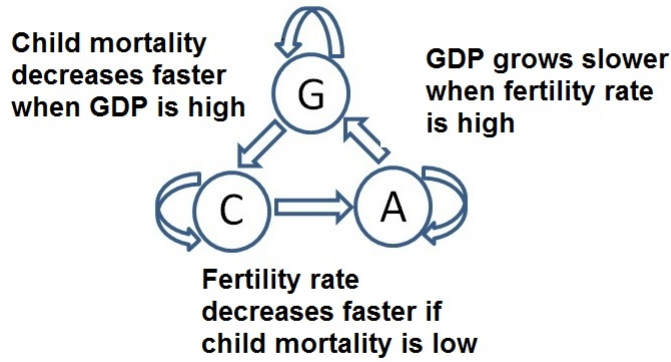 Child mortality
decreases faster
when GDP is high
GDP grows slower
when fertility rate
is high
G
C
A
Fertility rate
decreases faster if
child mortality is low